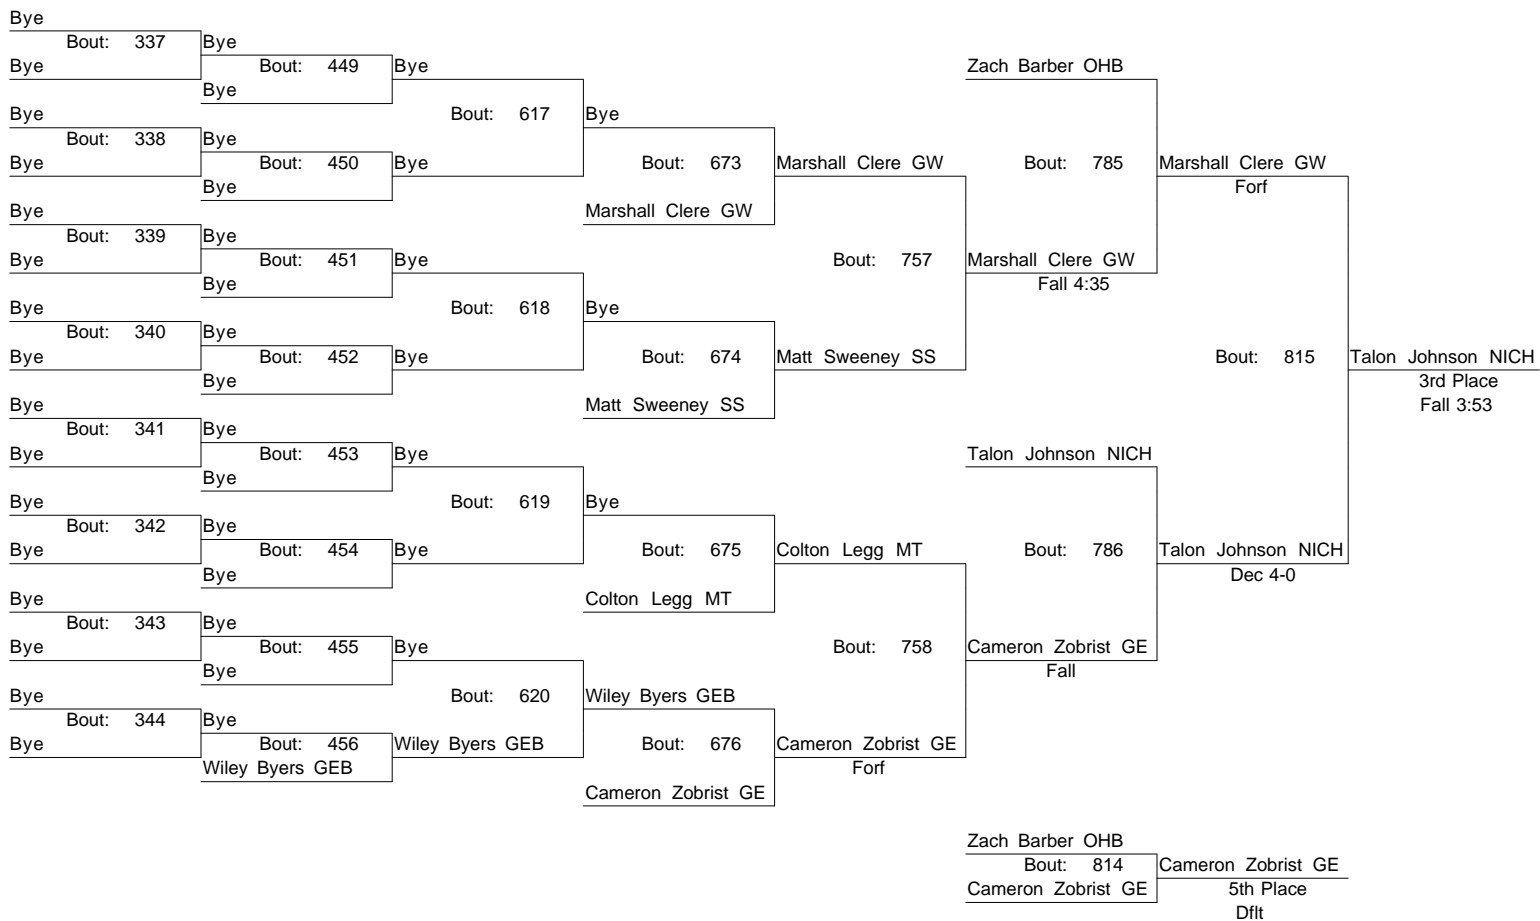 Bye
Bout: 337 Bye
Bye Bout: 449 Bye Zach Barber OHB
Bye
Bye Bout: 617 Bye
Bout: 338 Bye
Bye Bout: 450 Bye Bout: 673 Marshall Clere GW Bout: 785 Marshall Clere GW
Bye Forf
Bye Marshall Clere GW
Bout: 339 Bye
Bye Bout: 451 Bye Bout: 757 Marshall Clere GW
Bye Fall 4:35
Bye Bout: 618 Bye
Bout: 340 Bye
Bye Bout: 452 Bye Bout: 674 Matt Sweeney SS Bout: 815 Talon Johnson NICH
Bye 3rd Place
Bye Matt Sweeney SS Fall 3:53
Bout: 341 Bye
Bye Bout: 453 Bye Talon Johnson NICH
Bye
Bye Bout: 619 Bye
Bout: 342 Bye
Bye Bout: 454 Bye Bout: 675 Colton Legg MT Bout: 786 Talon Johnson NICH
Bye Dec 4-0
Bye Colton Legg MT
Bout: 343 Bye
Bye Bout: 455 Bye Bout: 758 Cameron Zobrist GE
Bye Fall
Bye Bout: 620 Wiley Byers GEB
Bout: 344 Bye
Bye Bout: 456 Wiley Byers GEB Bout: 676 Cameron Zobrist GE
Wiley Byers GEB Forf
Cameron Zobrist GE
Zach Barber OHB
Bout: 814 Cameron Zobrist GE
Cameron Zobrist GE 5th Place
Dflt